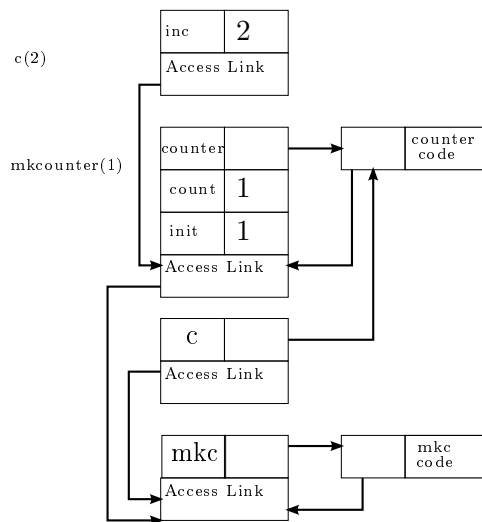 inc 2
c(2)
Access Link
counter
counter
code
mkcounter(1)
count 1
init 1
Access Link
c
Access Link
mkc
mkc
code
Access Link